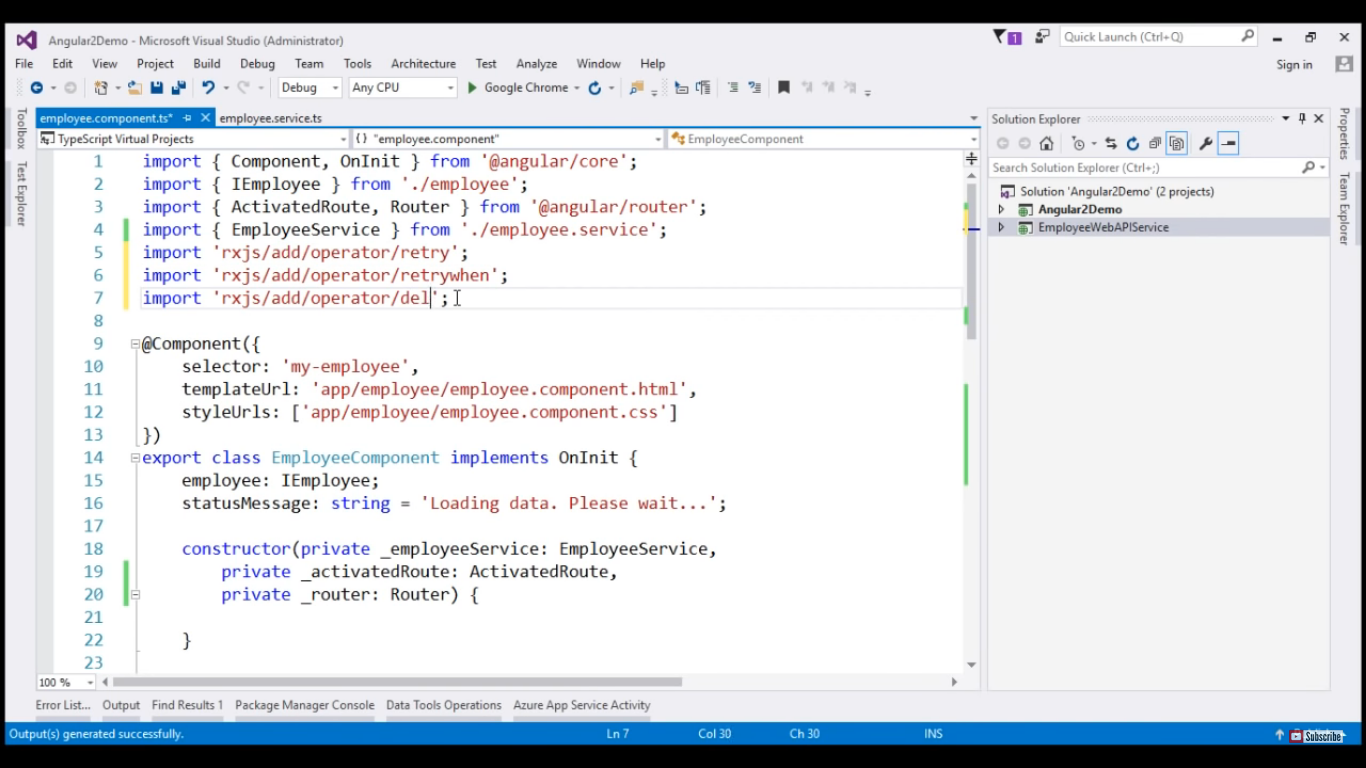 Angular2Demo - Microsoft Visual Studio (Administrator)
1
Quick Launch (Ctrl+Q)
File Edit View Project Build Debug Team Tools Architecture Test Analyze Window Help
Sign in
Debug Any CPU Google Chrome
Toolbox
Test Explorer
employee.component.ts* employee.service.ts
TypeScript Virtual Projects {} "employee.component" EmployeeComponent
1 import { Component, OnInit } from '@angular/core';
2 import { IEmployee } from './employee';
3 import { ActivatedRoute, Router } from '@angular/router';
4 import { EmployeeService } from './employee.service';
5 import 'rxjs/add/operator/retry';
6 import 'rxjs/add/operator/retrywhen';
7 import 'rxjs/add/operator/del';
8
9 @Component({
10 selector: 'my-employee',
11 templateUrl: 'app/employee/employee.component.html',
12 styleUrls: ['app/employee/employee.component.css']
13 })
14 export class EmployeeComponent implements OnInit {
15 employee: IEmployee;
16 statusMessage: string = 'Loading data. Please wait...';
17
18 constructor(private _employeeService: EmployeeService,
19 private _activatedRoute: ActivatedRoute,
20 private _router: Router) {
21
22 }
23
100 %
Solution Explorer
Search Solution Explorer (Ctrl+;)
Solution 'Angular2Demo' (2 projects)
Angular2Demo
EmployeeWebAPIService
Properties
Team Explorer
Error List... Output Find Results 1 Package Manager Console Data Tools Operations Azure App Service Activity
Output(s) generated successfully. Ln 7 Col 30 Ch 30 INS
Subscribe